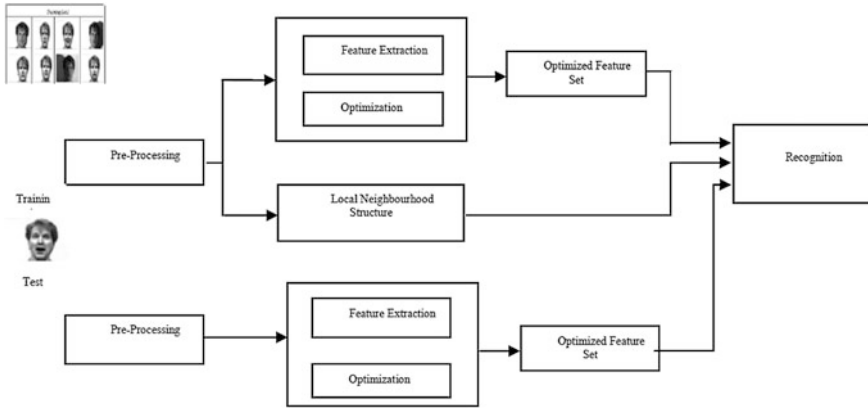 Feature Extraction
Optimization
Optimized Feature
Set
Pre-Processing
Recognition
Local Neighbourhood
Structure
Trainin
Test
Pre-Processing
Feature Extraction
Optimization
Optimized Feature
Set